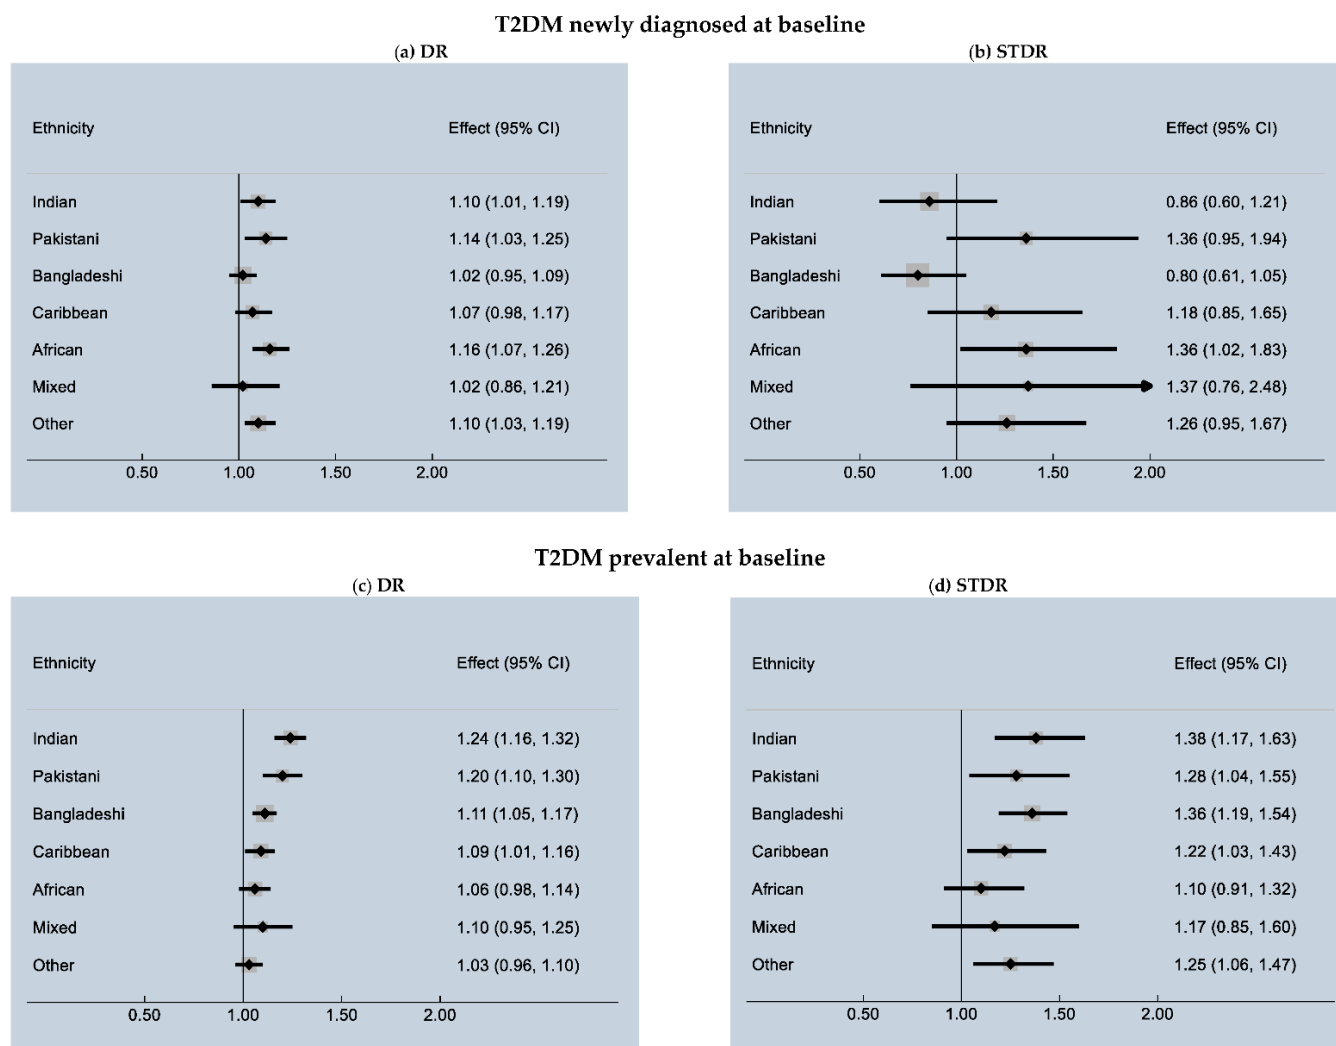 T2DM newly diagnosed at baseline
(a) DR
Ethnicity Effect (95% CI)
Indian 1.10 (1.01, 1.19)
Pakistani 1.14 (1.03, 1.25)
Bangladeshi 1.02 (0.95, 1.09)
Caribbean 1.07 (0.98, 1.17)
African 1.16 (1.07, 1.26)
Mixed 1.02 (0.86, 1.21)
Other 1.10 (1.03, 1.19)
0.50 1.00 1.50 2.00
(b) STDR
Ethnicity Effect (95% CI)
Indian 0.86 (0.60, 1.21)
Pakistani 1.36 (0.95, 1.94)
Bangladeshi 0.80 (0.61, 1.05)
Caribbean 1.18 (0.85, 1.65)
African 1.36 (1.02, 1.83)
Mixed 1.37 (0.76, 2.48)
Other 1.26 (0.95, 1.67)
0.50 1.00 1.50 2.00
T2DM prevalent at baseline
(c) DR
Ethnicity Effect (95% CI)
Indian 1.24 (1.16, 1.32)
Pakistani 1.20 (1.10, 1.30)
Bangladeshi 1.11 (1.05, 1.17)
Caribbean 1.09 (1.01, 1.16)
African 1.06 (0.98, 1.14)
Mixed 1.10 (0.95, 1.25)
Other 1.03 (0.96, 1.10)
0.50 1.00 1.50 2.00
(d) STDR
Ethnicity Effect (95% CI)
Indian 1.38 (1.17, 1.63)
Pakistani 1.28 (1.04, 1.55)
Bangladeshi 1.36 (1.19, 1.54)
Caribbean 1.22 (1.03, 1.43)
African 1.10 (0.91, 1.32)
Mixed 1.17 (0.85, 1.60)
Other 1.25 (1.06, 1.47)
0.50 1.00 1.50 2.00